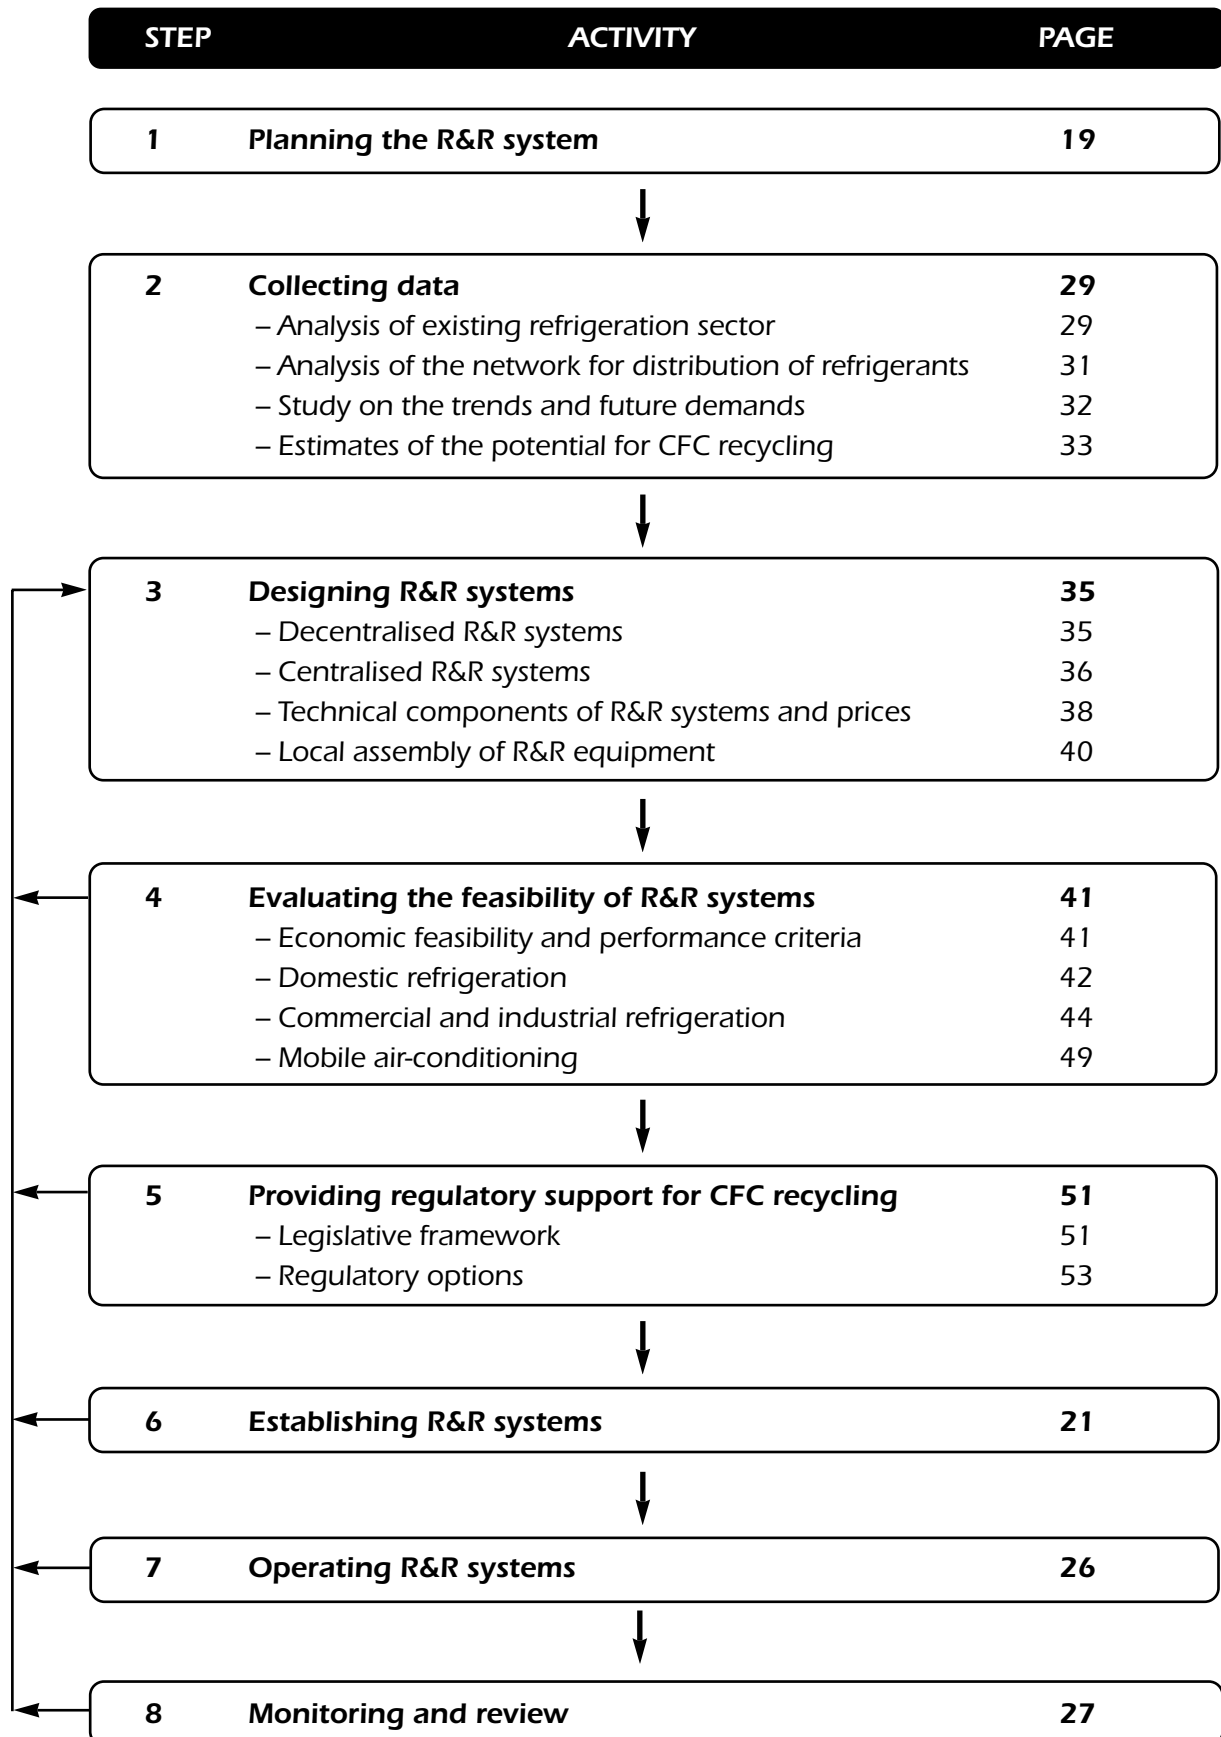 STEP ACTIVITY PAGE
1 Planning the R&R system 19
2 Collecting data 29
– Analysis of existing refrigeration sector 29
– Analysis of the network for distribution of refrigerants 31
– Study on the trends and future demands 32
– Estimates of the potential for CFC recycling 33
3 Designing R&R systems 35
– Decentralised R&R systems 35
– Centralised R&R systems 36
– Technical components of R&R systems and prices 38
– Local assembly of R&R equipment 40
4 Evaluating the feasibility of R&R systems 41
– Economic feasibility and performance criteria 41
– Domestic refrigeration 42
– Commercial and industrial refrigeration 44
– Mobile air-conditioning 49
5 Providing regulatory support for CFC recycling 51
– Legislative framework 51
– Regulatory options 53
6 Establishing R&R systems 21
7 Operating R&R systems 26
8 Monitoring and review 27